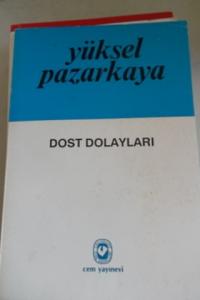 yüksel
pazarkaya
DOST DOLAYLARI
cem yayınevi